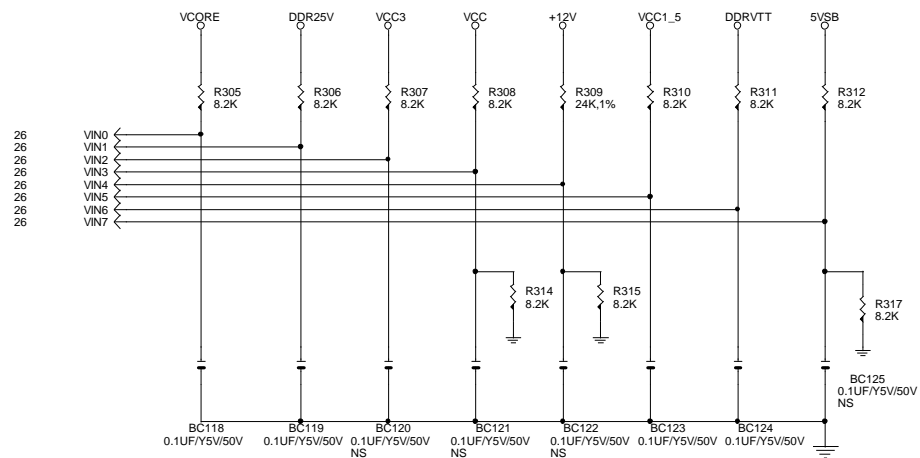 VCORE DDR25V VCC3 VCC +12V VCC1_5 DDRVTT 5VSB
R305 R306 R307 R308 R309 R310 R311 R312
8.2K 8.2K 8.2K 8.2K 24K,1% 8.2K 8.2K 8.2K
26 VIN0
26 VIN1
26 VIN2
26 VIN3
26 VIN4
26 VIN5
26 VIN6
26 VIN7
R314 R315
8.2K 8.2K
R317
8.2K
BC125
0.1UF/Y5V/50V
NS
BC118 BC119 BC120 BC121 BC122 BC123 BC124
0.1UF/Y5V/50V 0.1UF/Y5V/50V 0.1UF/Y5V/50V 0.1UF/Y5V/50V 0.1UF/Y5V/50V 0.1UF/Y5V/50V 0.1UF/Y5V/50V
NS NS NS